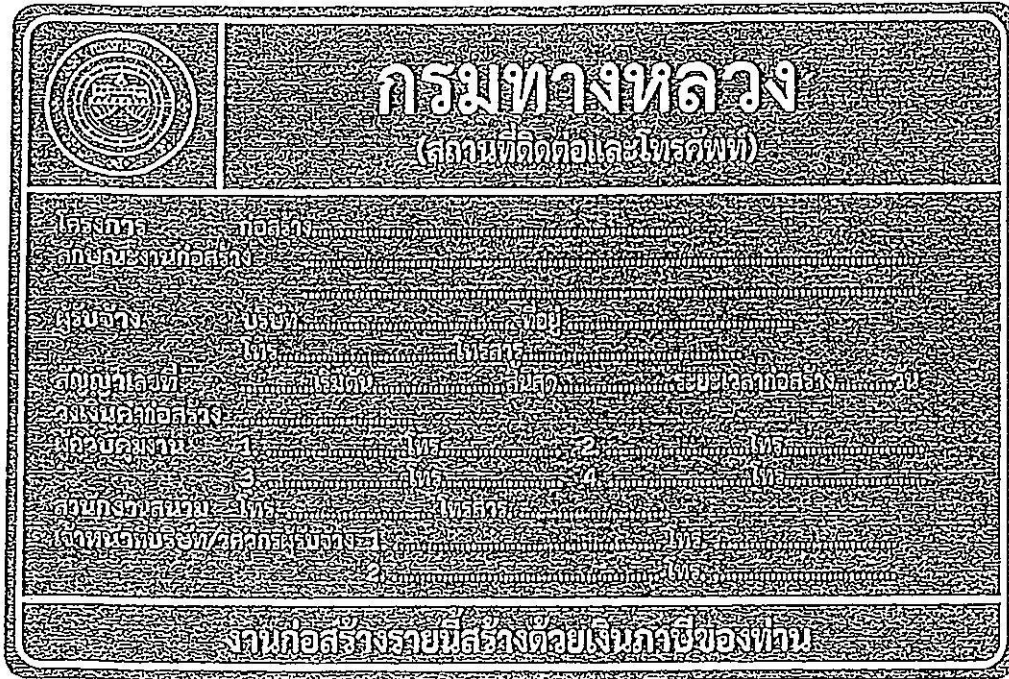 กรมทางหลวง
(สถานที่ติดต่อและโทรศัพท์)
โครงการ ก่อสร้าง
ลักษณะงานก่อสร้าง
ผู้รับจ้าง บริษัท ที่อยู่
โทร. โทรสาร
สัญญาเลขที่ เริ่มต้น สิ้นสุด ระยะเวลาก่อสร้าง วัน
วงเงินค่าก่อสร้าง
ผู้ควบคุมงาน 1. โทร. 2. โทร.
3. โทร. 4. โทร.
สำนักงานสนาม โทร. โทรสาร
เจ้าหน้าที่บริษัท/วิศวกรผู้รับจ้าง 1. โทร.
2. โทร.
งานก่อสร้างรายนี้สร้างด้วยเงินภาษีของท่าน